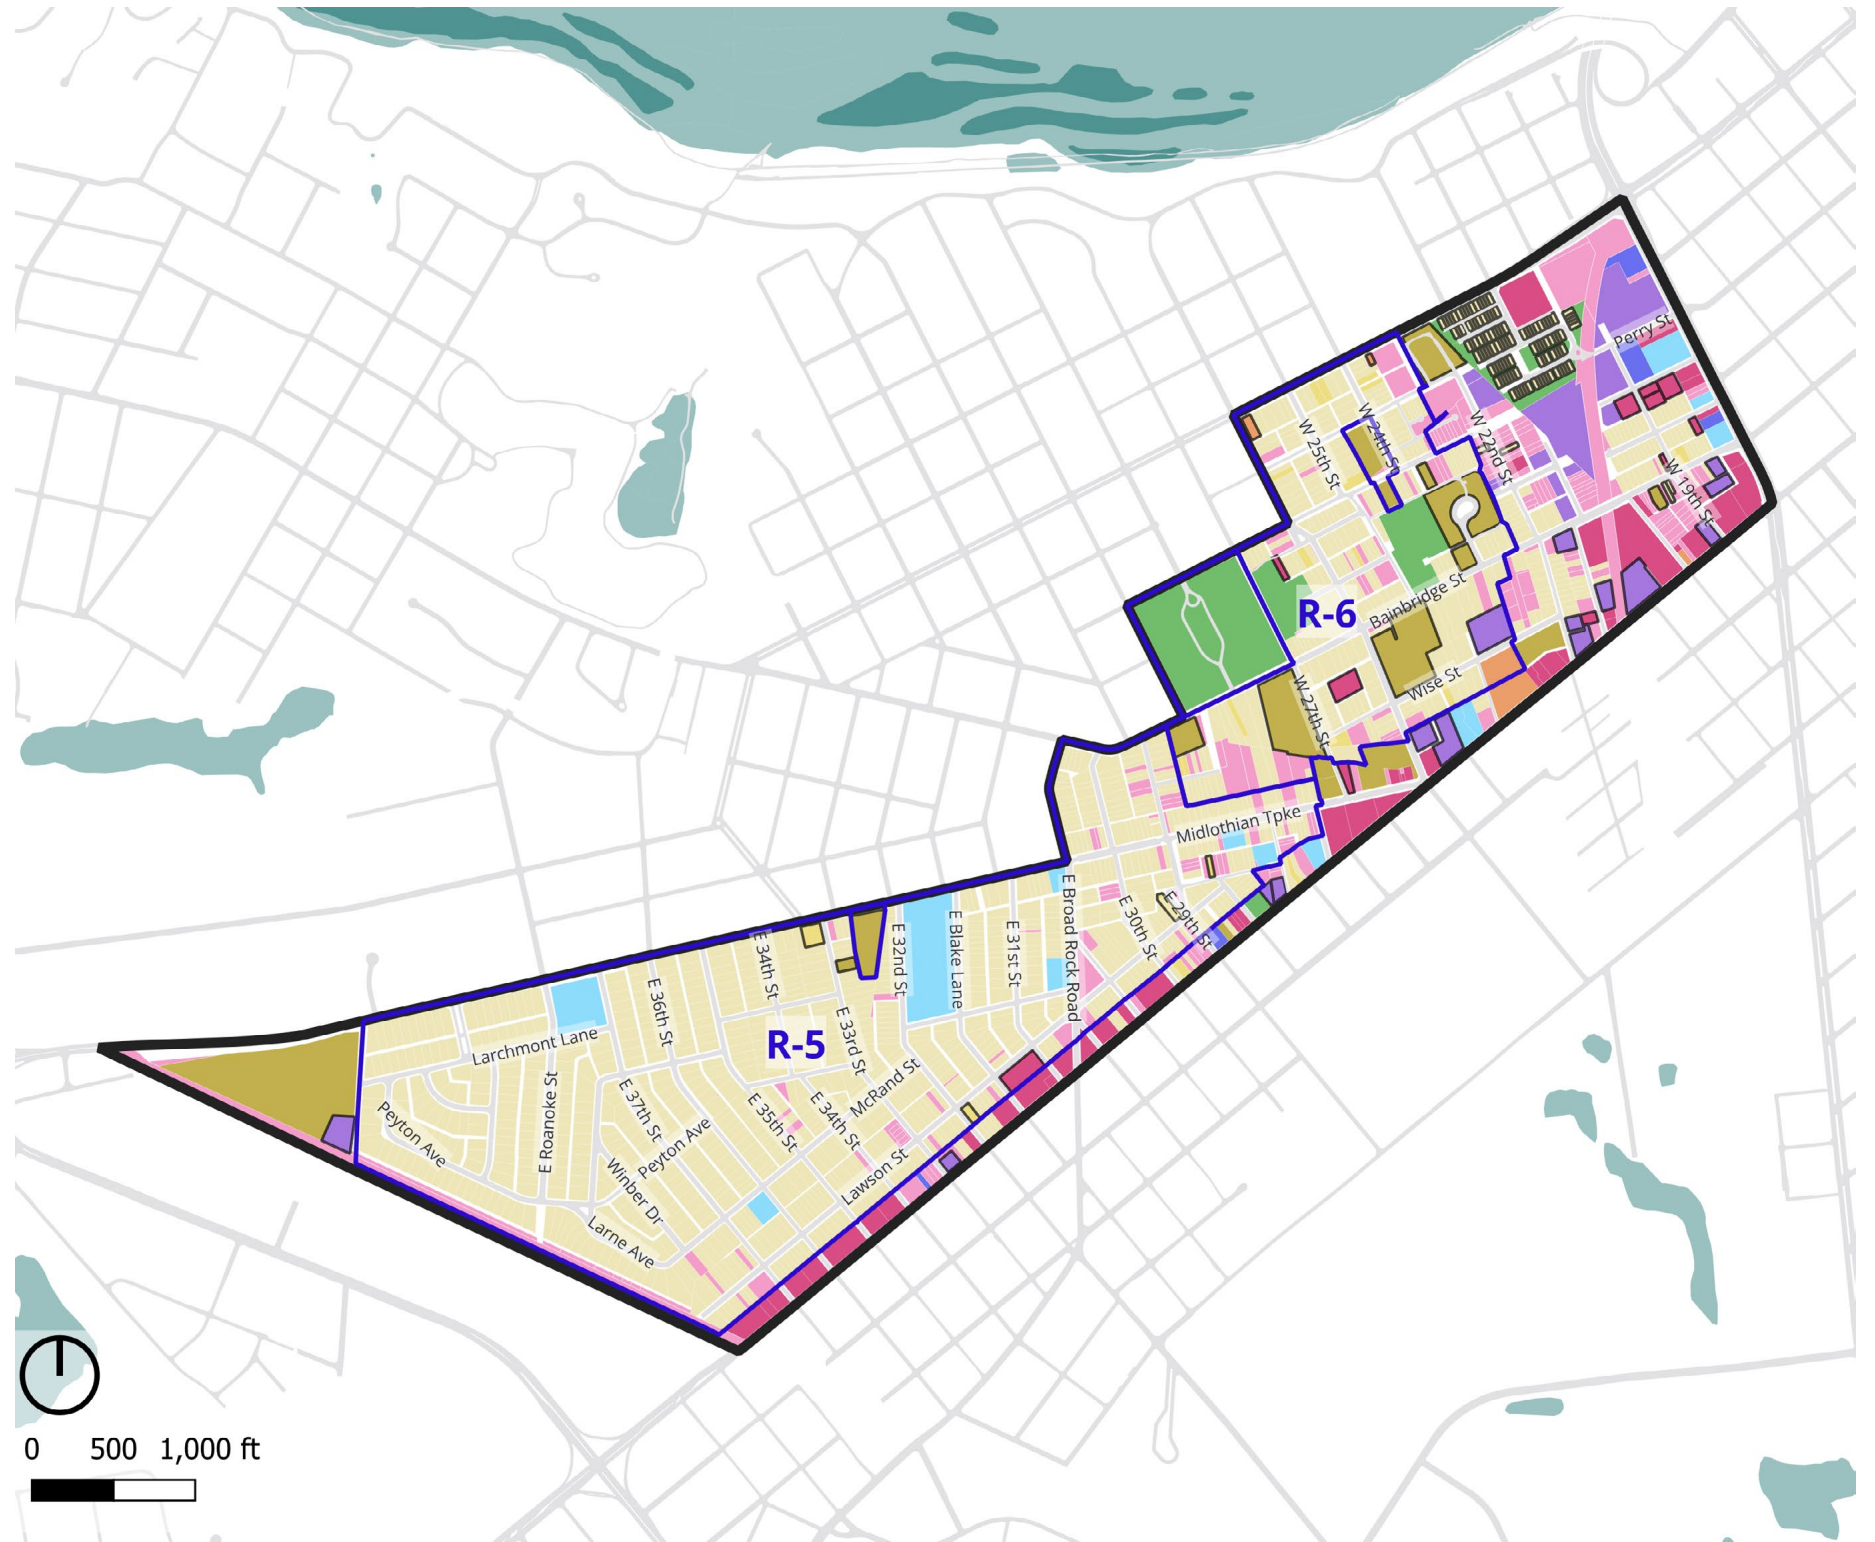 Perry St
W 22nd St
W 24th St
W 25th St
W 19th St
R-6
Bainbridge St
Wise St
W 27th St
Midlothian Tpke
E Broad Rock Road
E 29th St
E 30th St
E 31st St
E Blake Lane
E 32nd St
E 34th St
E 36th St
E 33rd St
R-5
Larchmont Lane
McRand St
E 37th St
E 35th St
E 34th St
E Roanoke St
Peyton Ave
Peyton Ave
Winber Dr
Lawson St
Larne Ave
0 500 1,000 ft